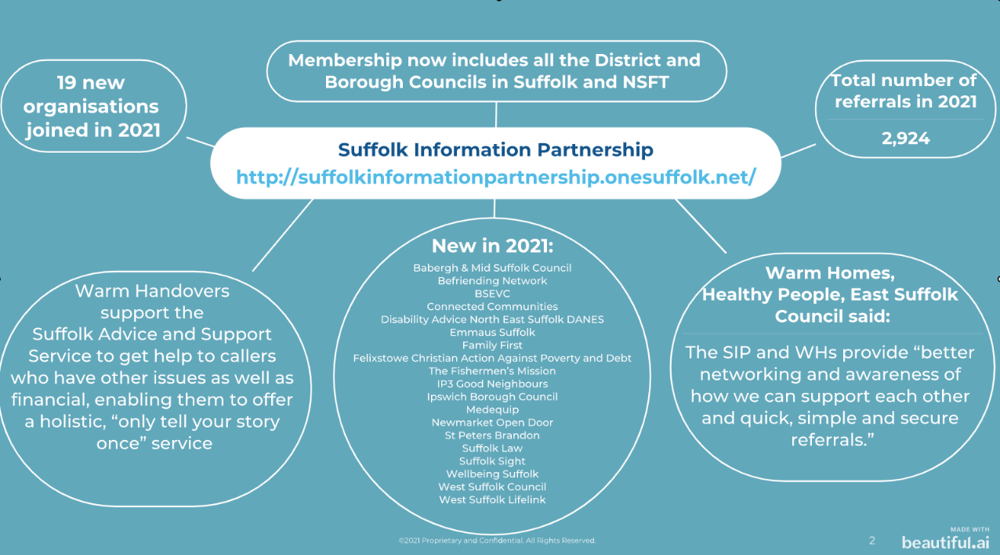 Membership now includes all the District and
Borough Councils in Suffolk and NSFT
19 new
organisations
joined in 2021
Total number of
referrals in 2021
2,924
Suffolk Information Partnership
http://suffolkinformationpartnership.onesuffolk.net/
Warm Handovers
support the
Suffolk Advice and Support
Service to get help to callers
who have other issues as well as
financial, enabling them to offer
a holistic, “only tell your story
once” service
New in 2021:
Babergh & Mid Suffolk Council
Befriending Network
BSEVC
Connected Communities
Disability Advice North East Suffolk DANES
Emmaus Suffolk
Family First
Felixstowe Christian Action Against Poverty and Debt
The Fishermen’s Mission
IP3 Good Neighbours
Ipswich Borough Council
Medequip
Newmarket Open Door
St Peters Brandon
Suffolk Law
Suffolk Sight
Wellbeing Suffolk
West Suffolk Council
West Suffolk Lifelink
Warm Homes,
Healthy People, East Suffolk
Council said:
The SIP and WHs provide “better
networking and awareness of
how we can support each other
and quick, simple and secure
referrals.”
©2021 Proprietary and Confidential. All Rights Reserved.
2
MADE WITH
beautiful.ai